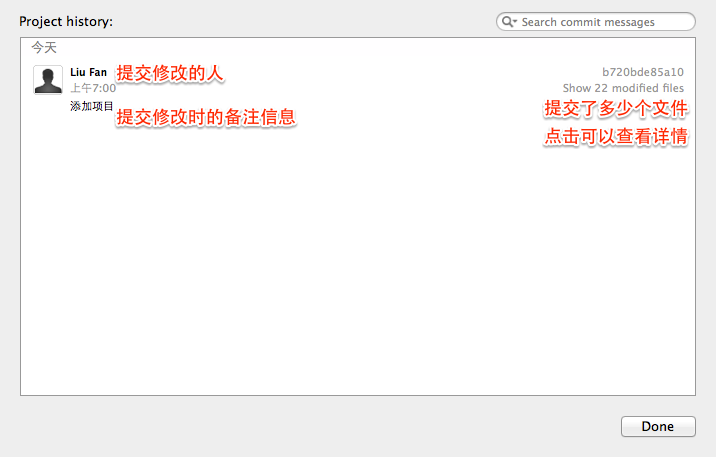 Project history:
Search commit messages
今天
Liu Fan 提交修改的人 b720bde85a10
上午7:00 Show 22 modified files
添加项目 提交了多少个文件
提交修改时的备注信息
点击可以查看详情
Done